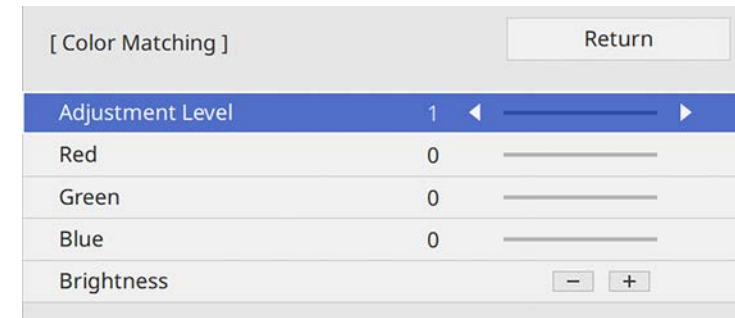 [ Color Matching ]
Return
Adjustment Level 1
Red 0
Green 0
Blue 0
Brightness − +